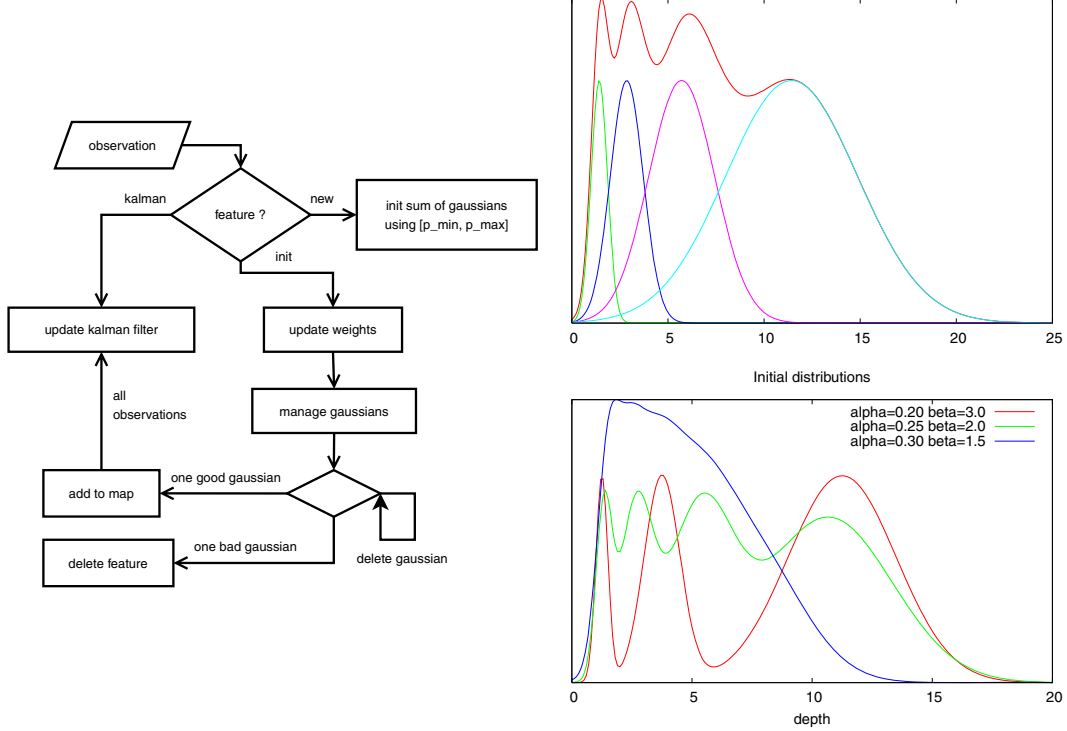 observation
kalman
feature ?
new
init sum of gaussians
using [p_min, p_max]
init
update kalman filter
update weights
all
observations
manage gaussians
one good gaussian
add to map
one bad gaussian
delete gaussian
delete feature
0 5 10 15 20 25
Initial distributions
alpha=0.20 beta=3.0
alpha=0.25 beta=2.0
alpha=0.30 beta=1.5
0 5 10 15 20
depth